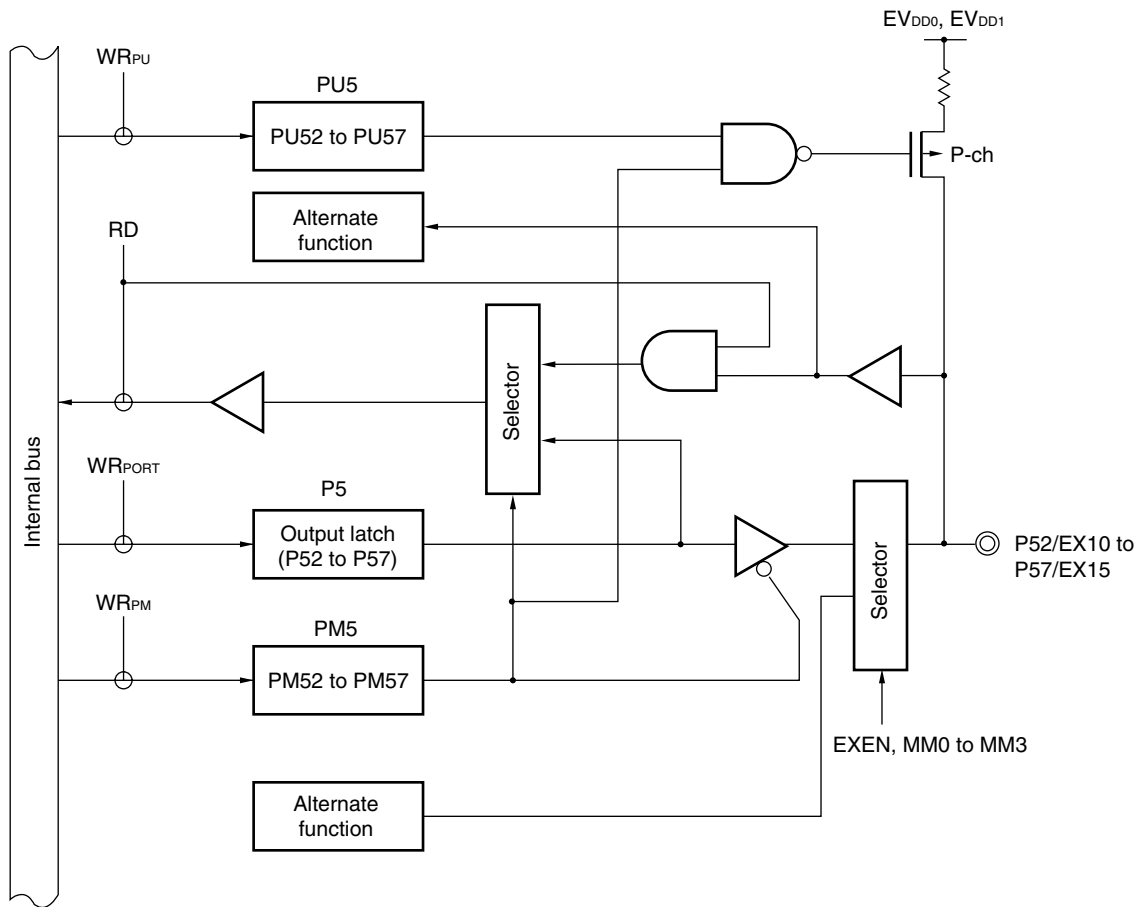 EVDD0, EVDD1
WRPU
PU5
PU52 to PU57
P-ch
Alternate
function
RD
Selector
Internal bus
WRPORT
P5
Output latch
(P52 to P57)
Selector
P52/EX10 to
P57/EX15
WRPM
PM5
PM52 to PM57
EXEN, MM0 to MM3
Alternate
function